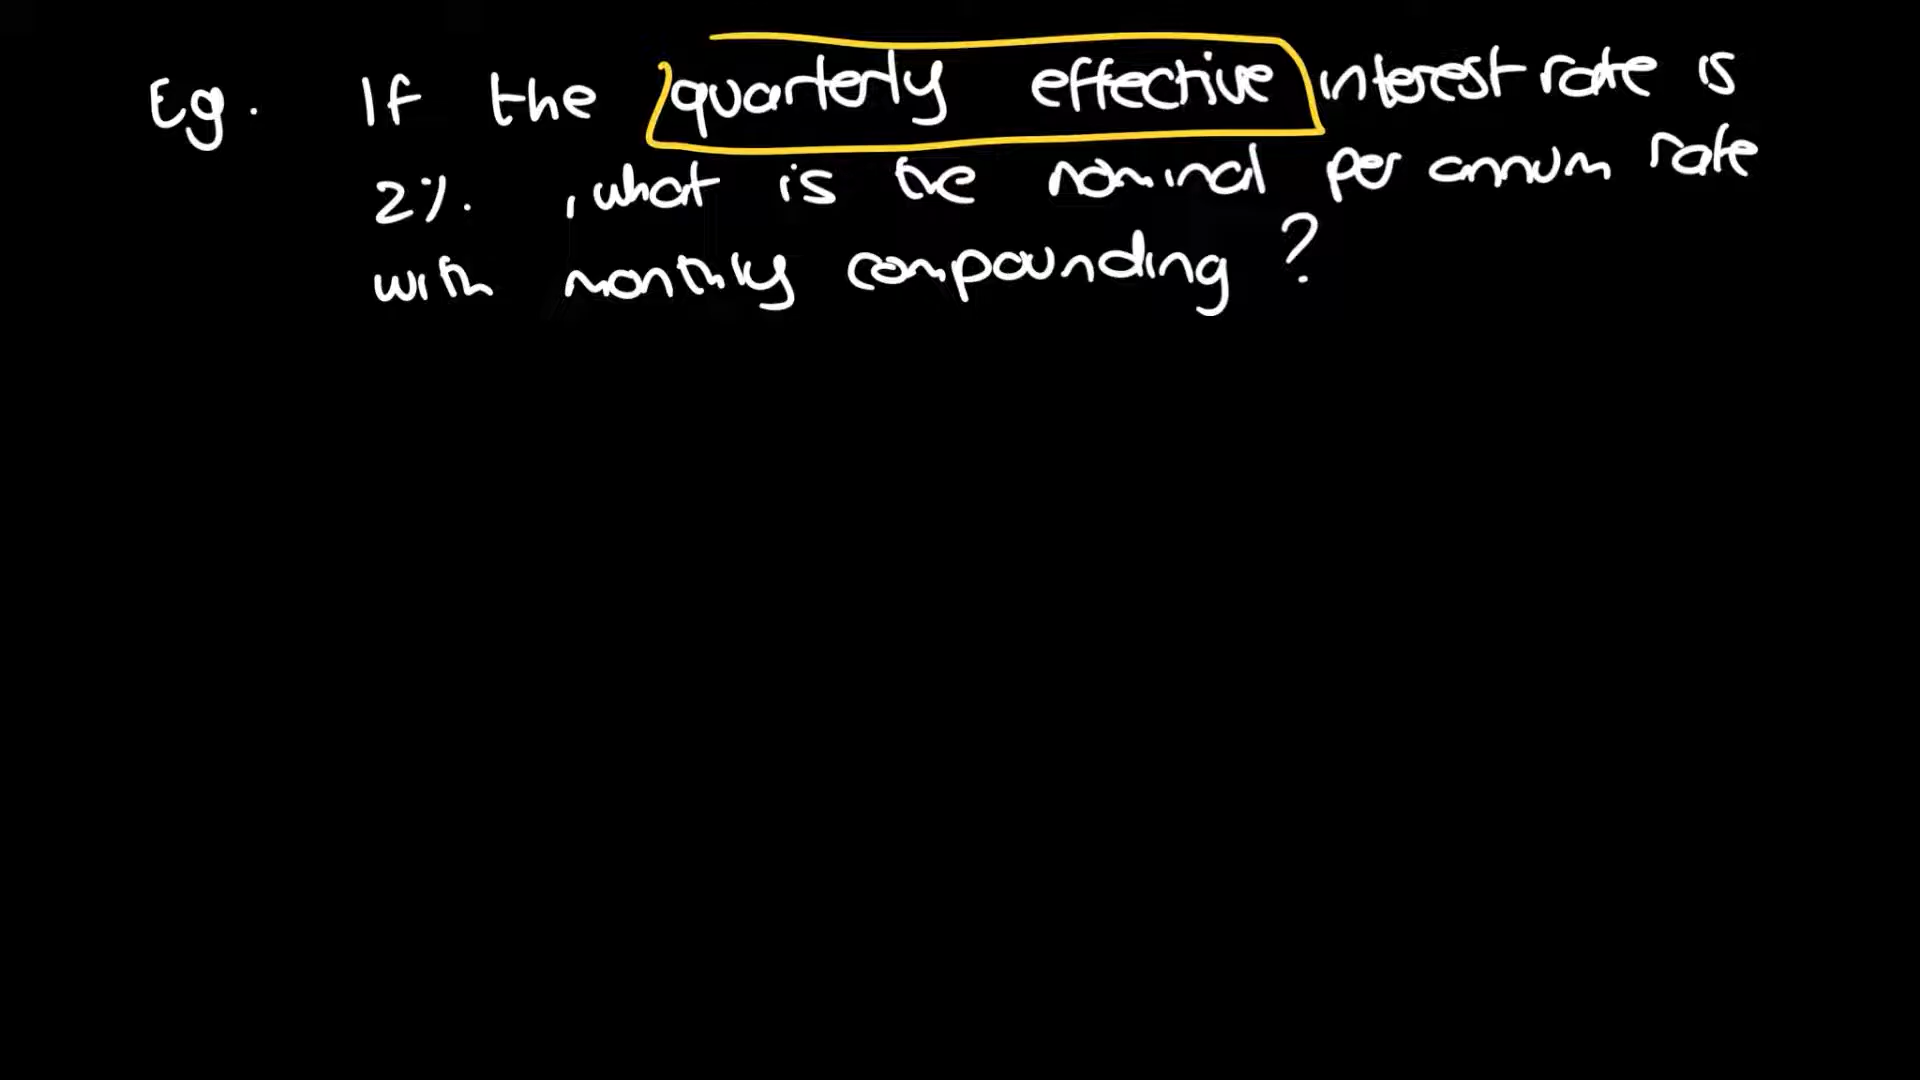 Eg. If the quarterly effective interest rate is
2%. , what is the nominal per annum rate
with monthly compounding ?